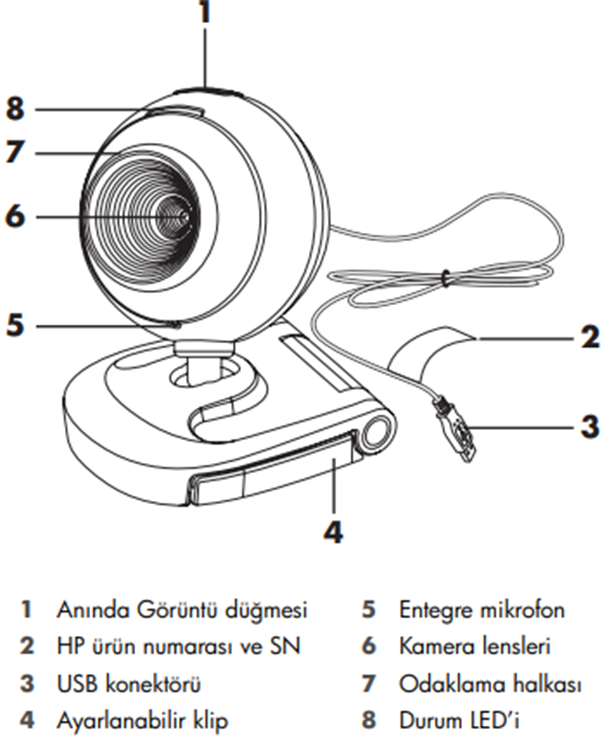 1
8
7
6
5
2
3
4
1 Anında Görüntü düğmesi
2 HP ürün numarası ve SN
3 USB konektörü
4 Ayarlanabilir klip
5 Entegre mikrofon
6 Kamera lensleri
7 Odaklama halkası
8 Durum LED'i